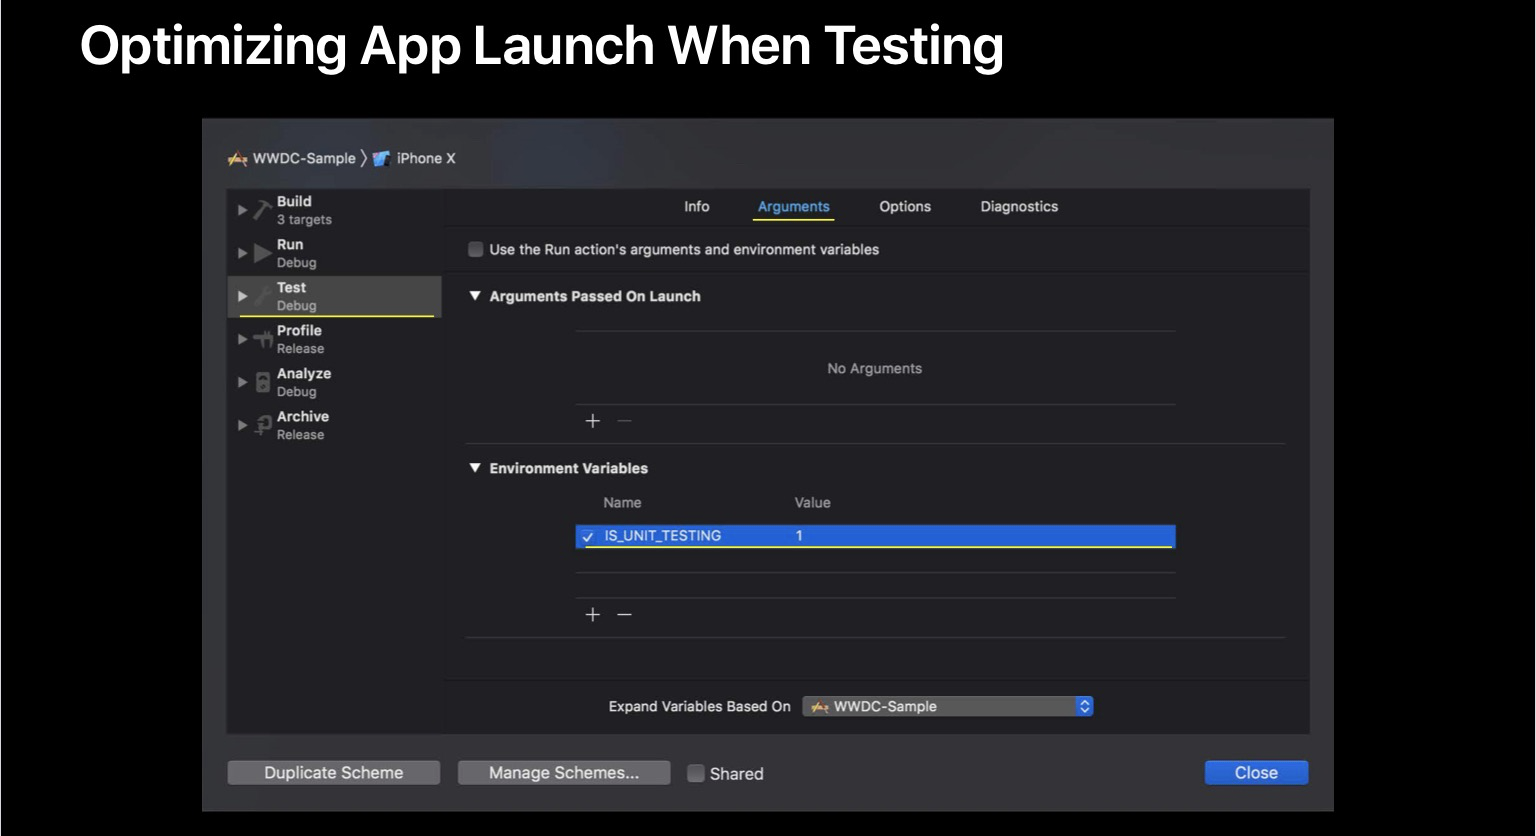 Optimizing App Launch When Testing
WWDC-Sample 〉 iPhone X
Build
3 targets
Run
Debug
Test
Debug
Profile
Release
Analyze
Debug
Archive
Release
Info Arguments Options Diagnostics
Use the Run action's arguments and environment variables
Arguments Passed On Launch
No Arguments
Environment Variables
Name Value
IS_UNIT_TESTING 1
Expand Variables Based On WWDC-Sample
Duplicate Scheme Manage Schemes... Shared Close